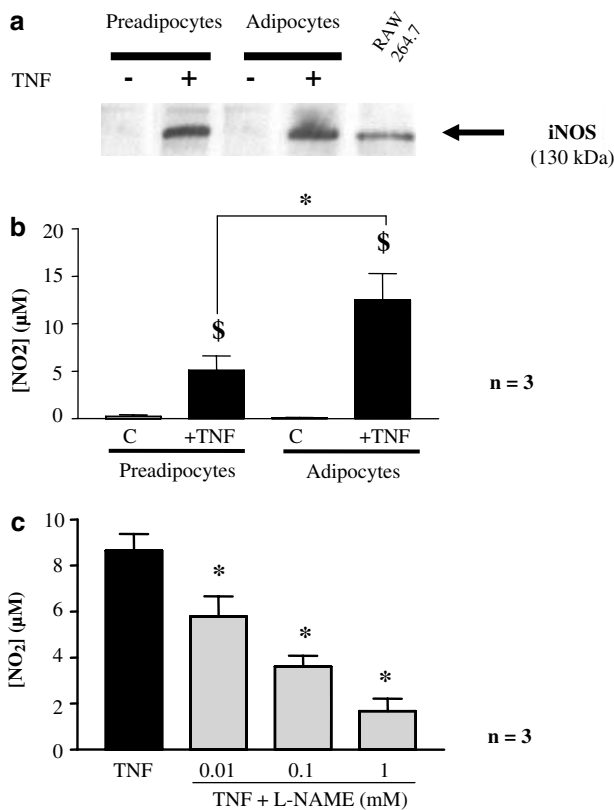 a
Preadipocytes Adipocytes RAW 264.7
TNF - + - +
iNOS
(130 kDa)
b
*
20
15
10
5
0
[NO2] (µM)
$ $
n = 3
C +TNF C +TNF
Preadipocytes Adipocytes
c
10
8
6
4
2
0
[NO₂] (µM)
* * *
n = 3
TNF 0.01 0.1 1
TNF + L-NAME (mM)